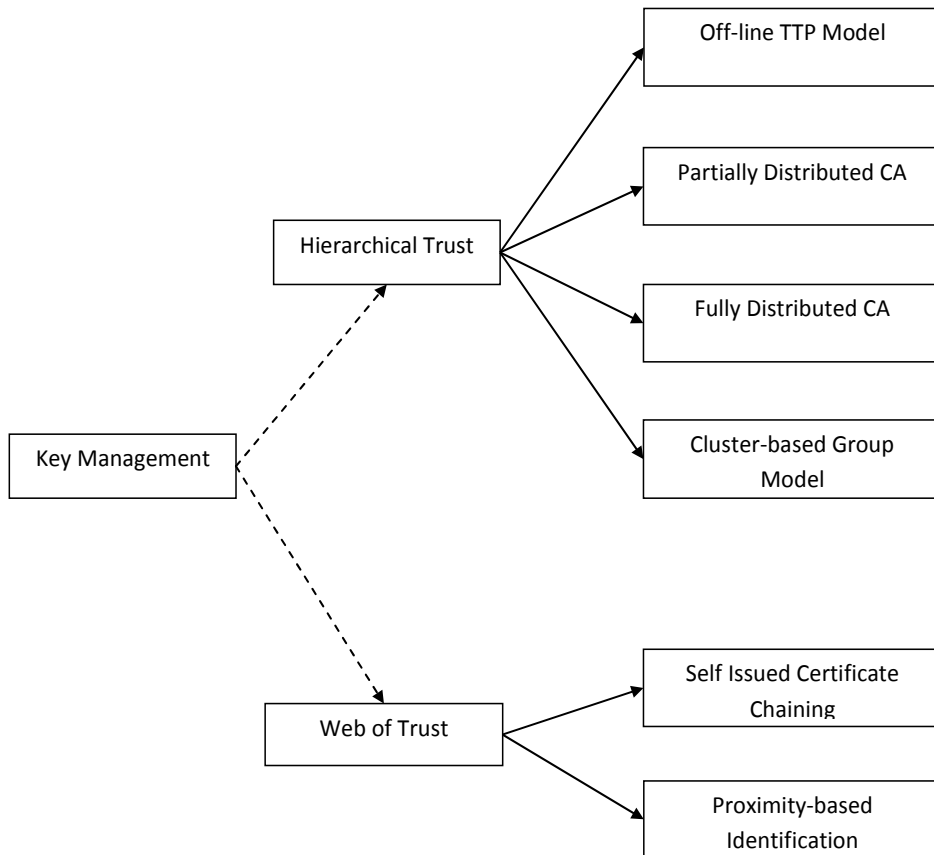 Off-line TTP Model
Partially Distributed CA
Hierarchical Trust
Fully Distributed CA
Key Management
Cluster-based Group
Model
Self Issued Certificate
Chaining
Web of Trust
Proximity-based
Identification